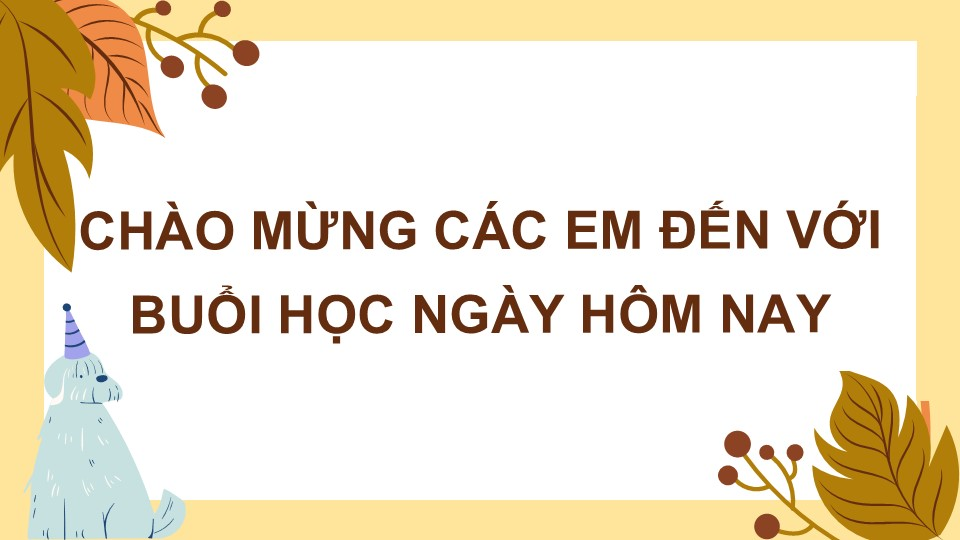 CHÀO MỪNG CÁC EM ĐẾN VỚI
BUỔI HỌC NGÀY HÔM NAY